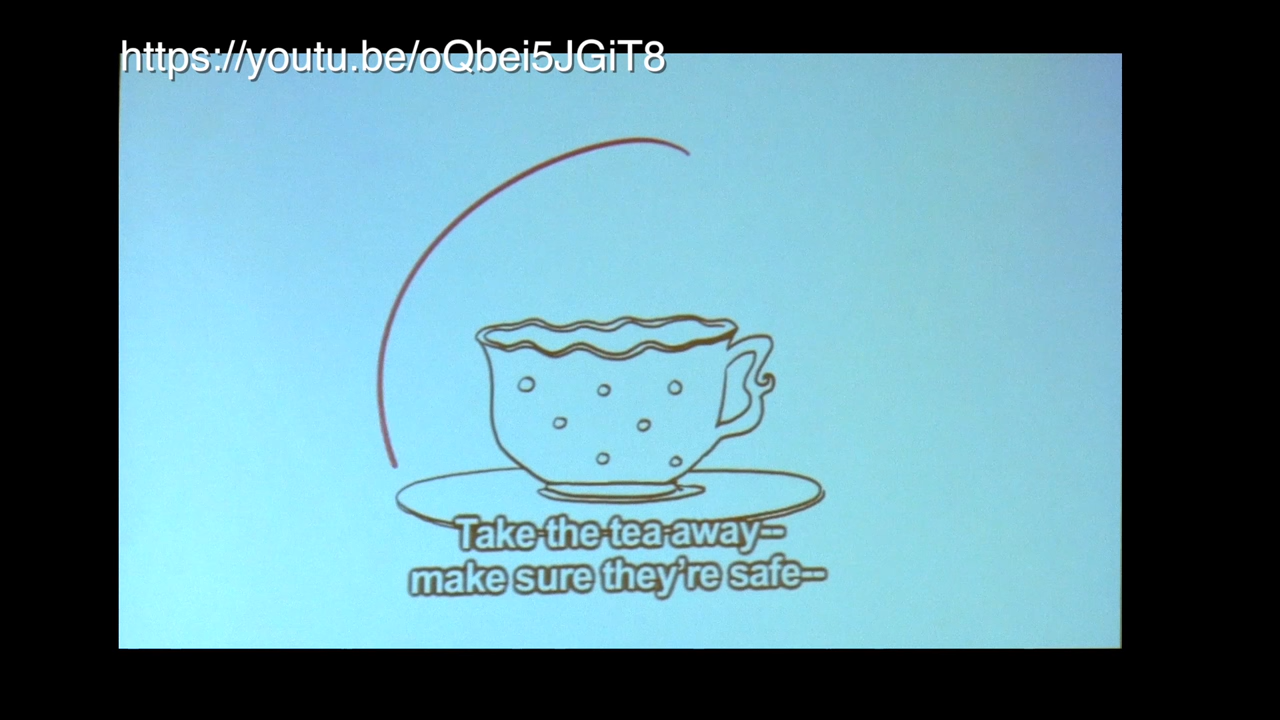 https://youtu.be/oQbei5JGiT8
Take the tea away--
make sure they're safe--